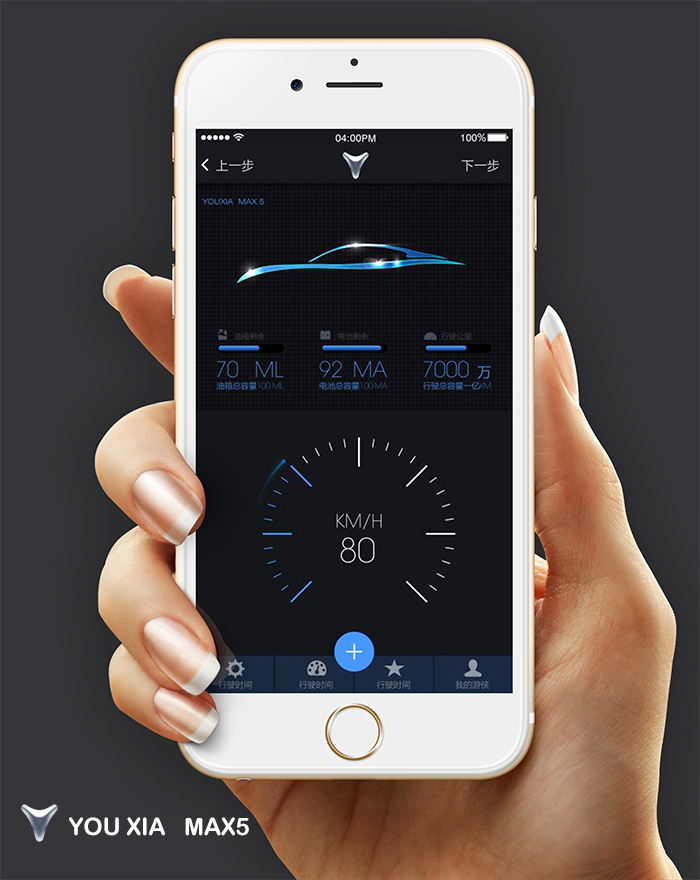 04:00PM 100%
上一步 下一步
YOUXIA MAX 5
油箱剩余 电池剩余 行驶公里
70 ML 92 MA 7000 万
油箱总容量100 ML 电池总容量100 MA 行驶总容量一亿KM
KM/H
80
行驶时间 行驶时间 行驶时间 我的游侠
YOU XIA MAX5